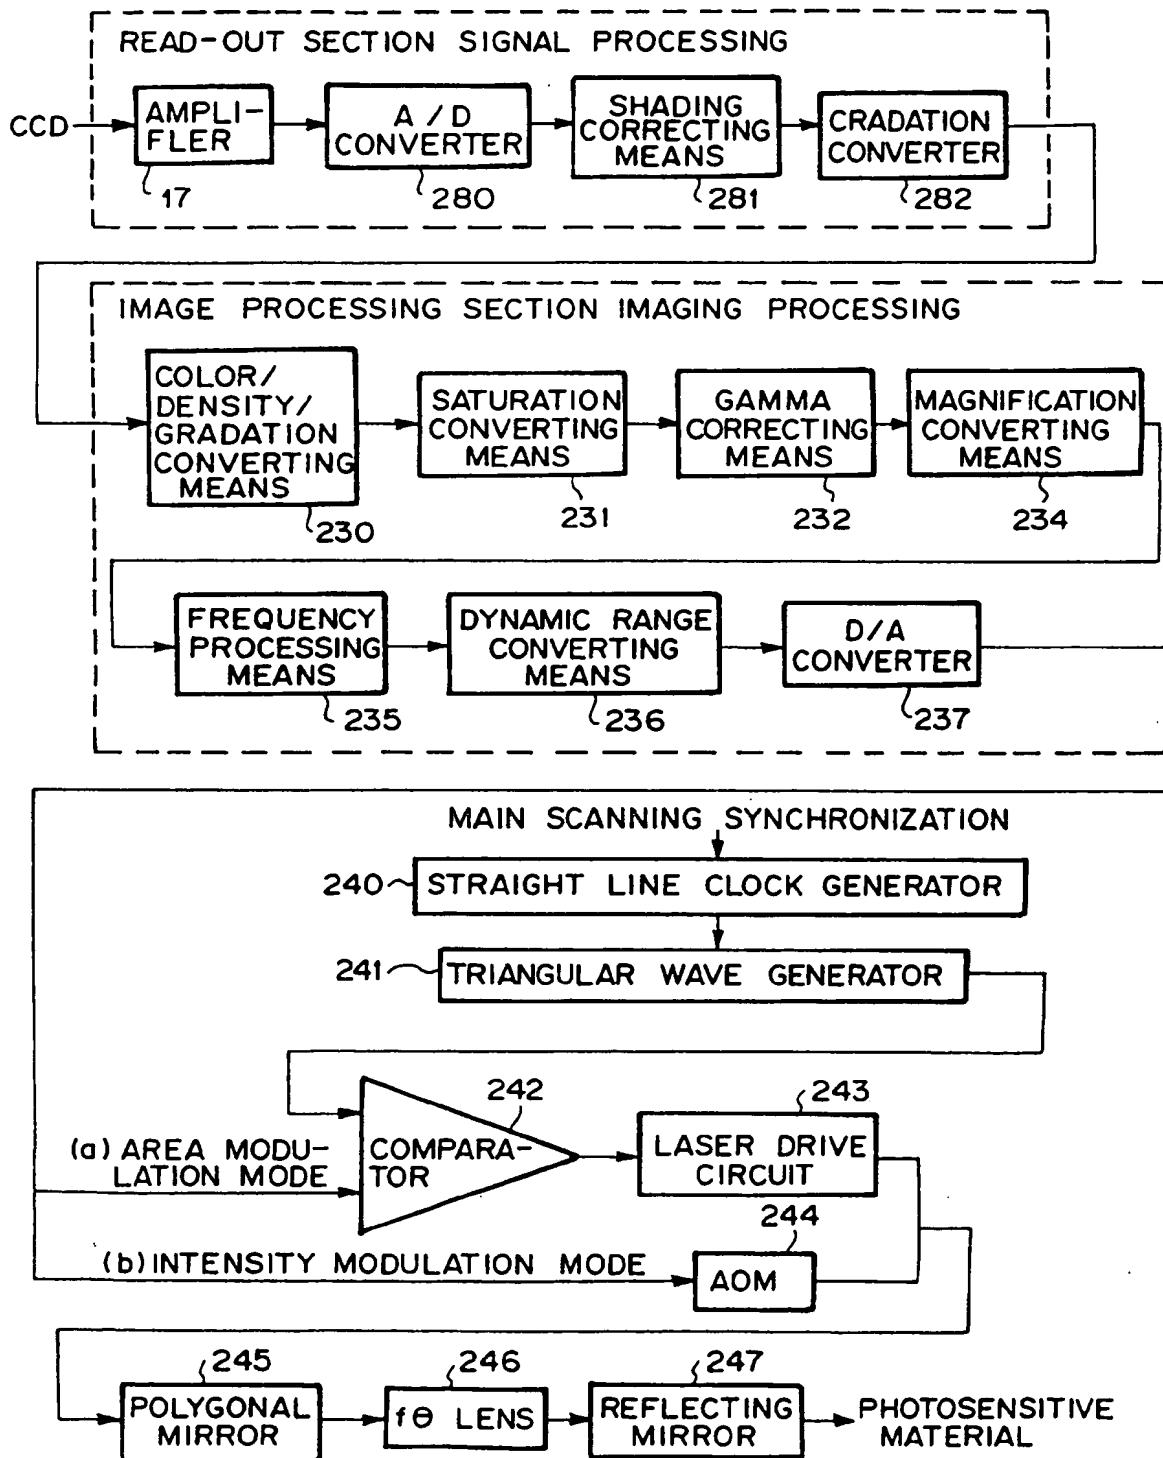 READ-OUT SECTION SIGNAL PROCESSING
CCD
AMPLI-
FLER
A/D
CONVERTER
SHADING
CORRECTING
MEANS
CRADATION
CONVERTER
17
280
281
282
IMAGE PROCESSING SECTION IMAGING PROCESSING
COLOR/
DENSITY/
GRADATION
CONVERTING
MEANS
SATURATION
CONVERTING
MEANS
GAMMA
CORRECTING
MEANS
MAGNIFICATION
CONVERTING
MEANS
230
231
232
234
FREQUENCY
PROCESSING
MEANS
DYNAMIC RANGE
CONVERTING
MEANS
D/A
CONVERTER
235
236
237
MAIN SCANNING SYNCHRONIZATION
240
STRAIGHT LINE CLOCK GENERATOR
241
TRIANGULAR WAVE GENERATOR
242
243
(a) AREA MODU-
LATION MODE
COMPARA-
TOR
LASER DRIVE
CIRCUIT
244
(b) INTENSITY MODULATION MODE
AOM
245
246
247
POLYGONAL
MIRROR
fΘ LENS
REFLECTING
MIRROR
PHOTOSENSITIVE
MATERIAL